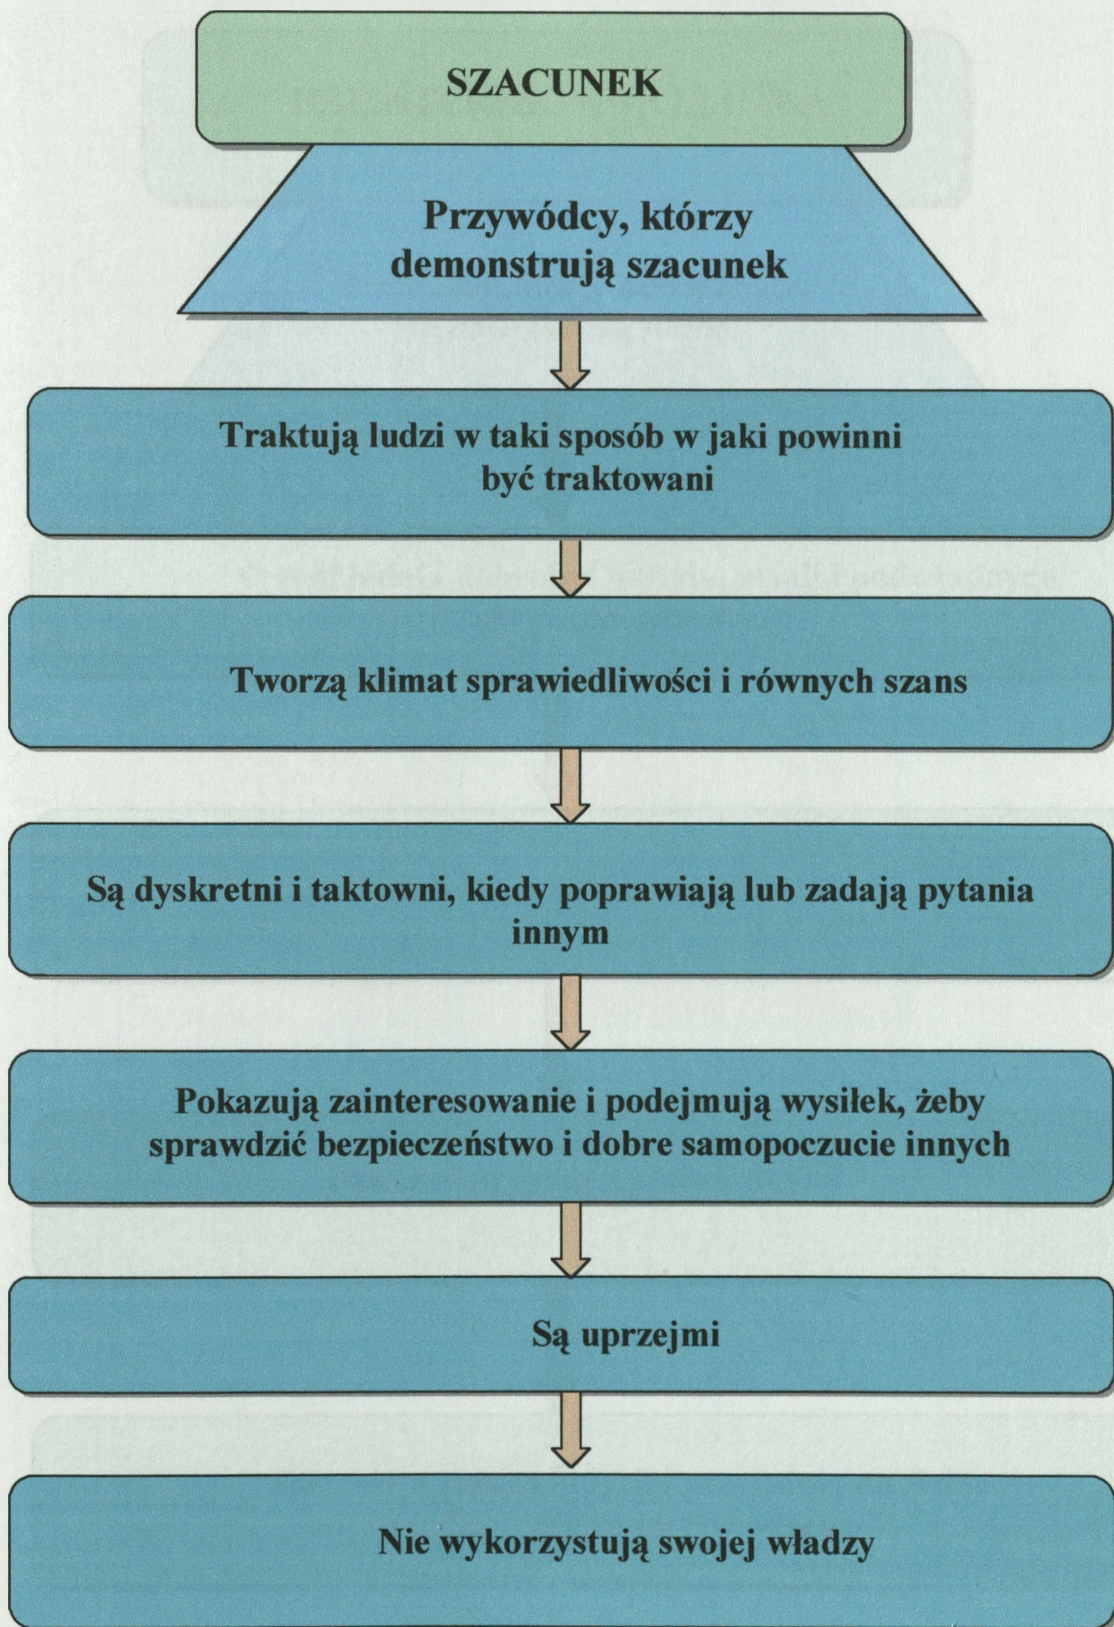 SZACUNEK
Przywódcy, którzy
demonstrują szacunek
Traktują ludzi w taki sposób w jaki powinni
być traktowani
Tworzą klimat sprawiedliwości i równych szans
Są dyskretni i taktowni, kiedy poprawiają lub zadają pytania
innym
Pokazują zainteresowanie i podejmują wysiłek, żeby
sprawdzić bezpieczeństwo i dobre samopoczucie innych
Są uprzejmi
Nie wykorzystują swojej władzy